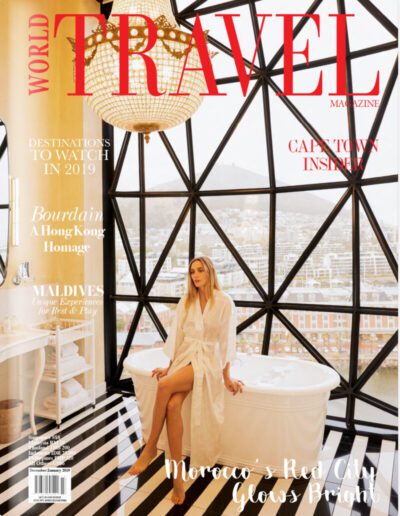 WORLD
TRAVEL
MAGAZINE
DESTINATIONS
TO WATCH
IN 2019
CAPE TOWN
INSIDER
Bourdain
A Hong Kong
Homage
MALDIVES
Unique Experiences
for Rest & Play
December/January 2019
Morocco's Red City
Glows Bright